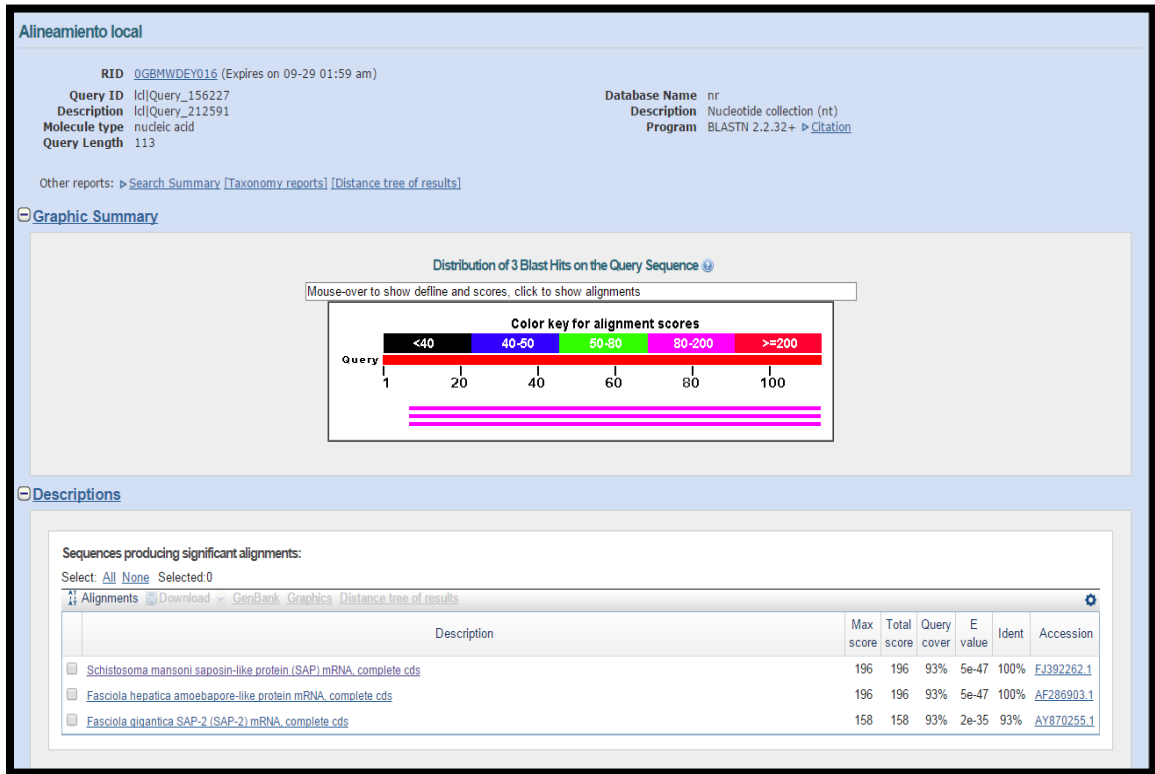 Alineamiento local
RID 0GBMWDEY016 (Expires on 09-29 01:59 am)
Query ID lcl|Query_156227
Description lcl|Query_212591
Molecule type nucleic acid
Query Length 113
Database Name nr
Description Nucleotide collection (nt)
Program BLASTN 2.2.32+ Citation
Other reports: Search Summary [Taxonomy reports] [Distance tree of results]
Graphic Summary
Distribution of 3 Blast Hits on the Query Sequence
Mouse-over to show defline and scores, click to show alignments
Color key for alignment scores
<40 40-50 50-80 80-200 >=200
Query
1 20 40 60 80 100
Descriptions
Sequences producing significant alignments:
Select: All None Selected:0
Alignments Download GenBank Graphics Distance tree of results
Description Max score Total score Query cover E value Ident Accession
Schistosoma mansoni saposin-like protein (SAP) mRNA, complete cds 196 196 93% 5e-47 100% FJ392262.1
Fasciola hepatica amoebapore-like protein mRNA, complete cds 196 196 93% 5e-47 100% AF286903.1
Fasciola gigantica SAP-2 (SAP-2) mRNA, complete cds 158 158 93% 2e-35 93% AY870255.1